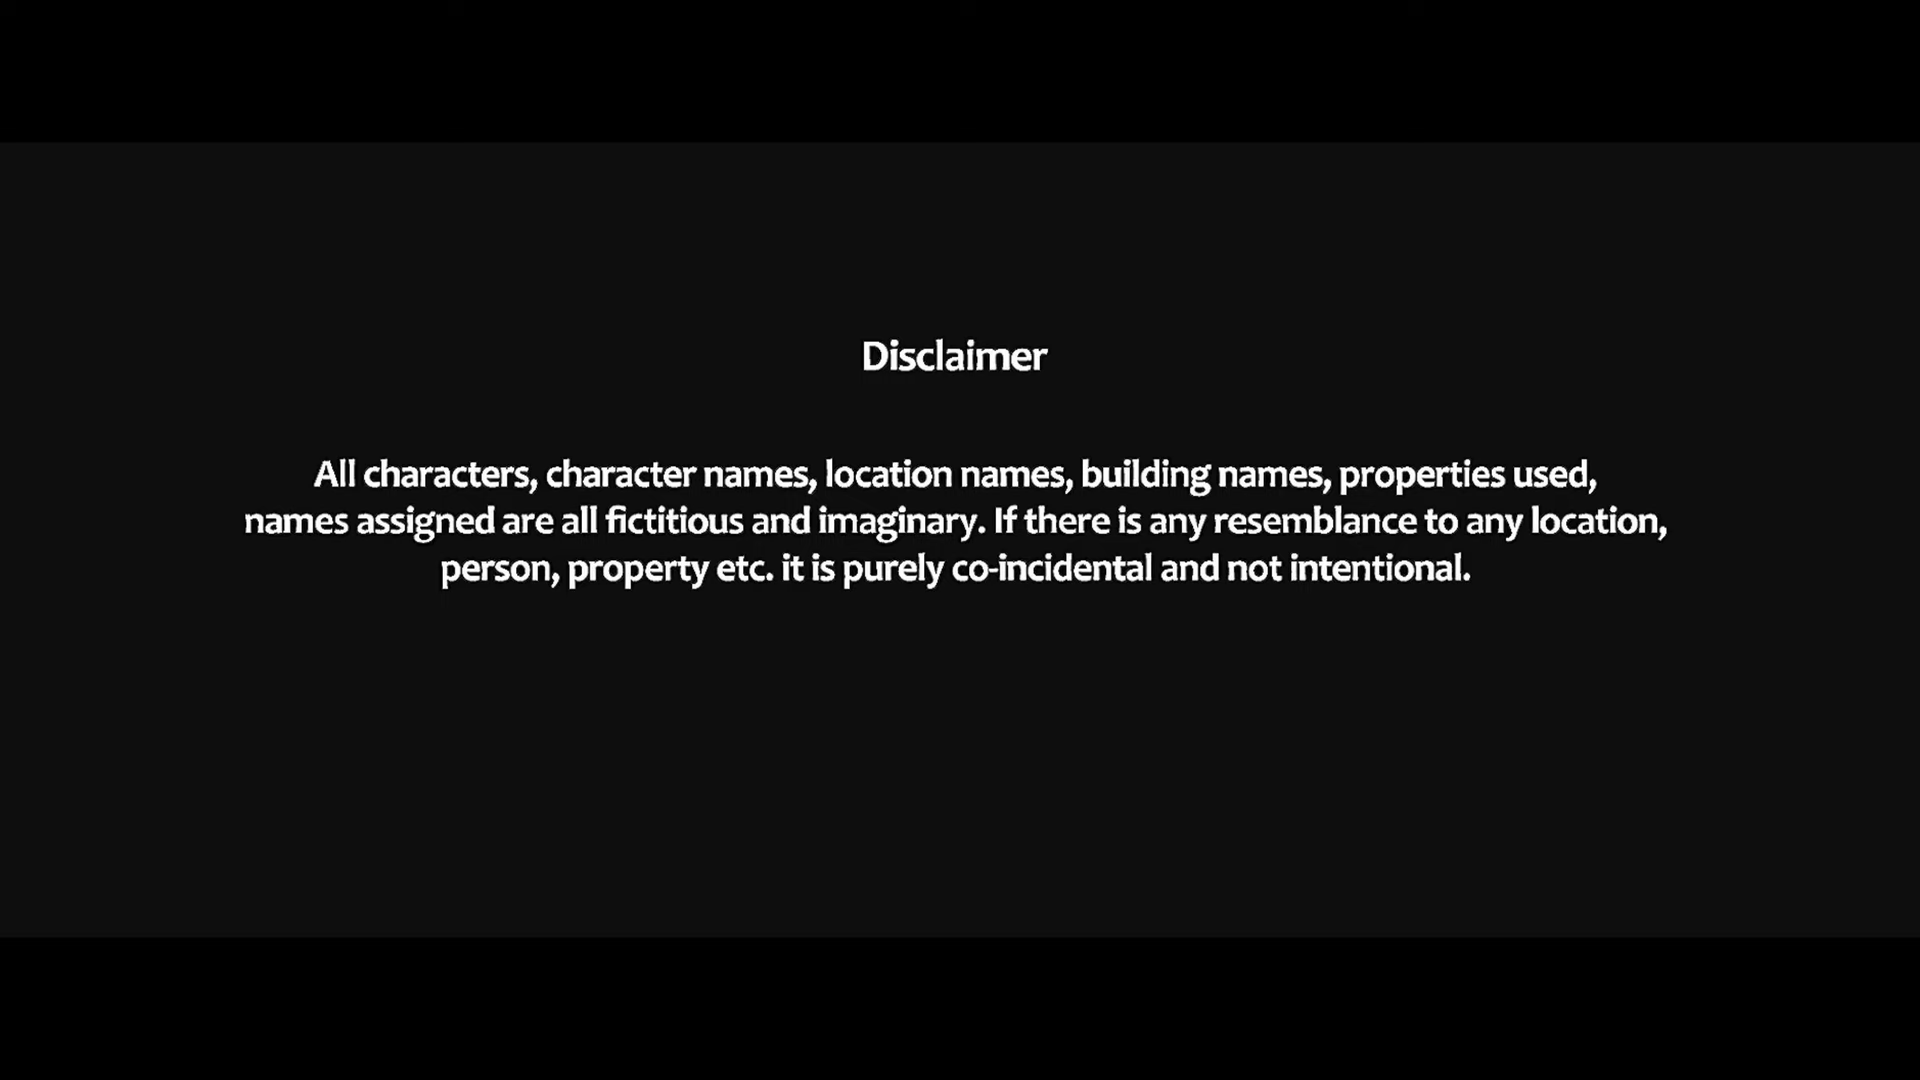 Disclaimer
All characters, character names, location names, building names, properties used,
names assigned are all fictitious and imaginary. If there is any resemblance to any location,
person, property etc. it is purely co-incidental and not intentional.